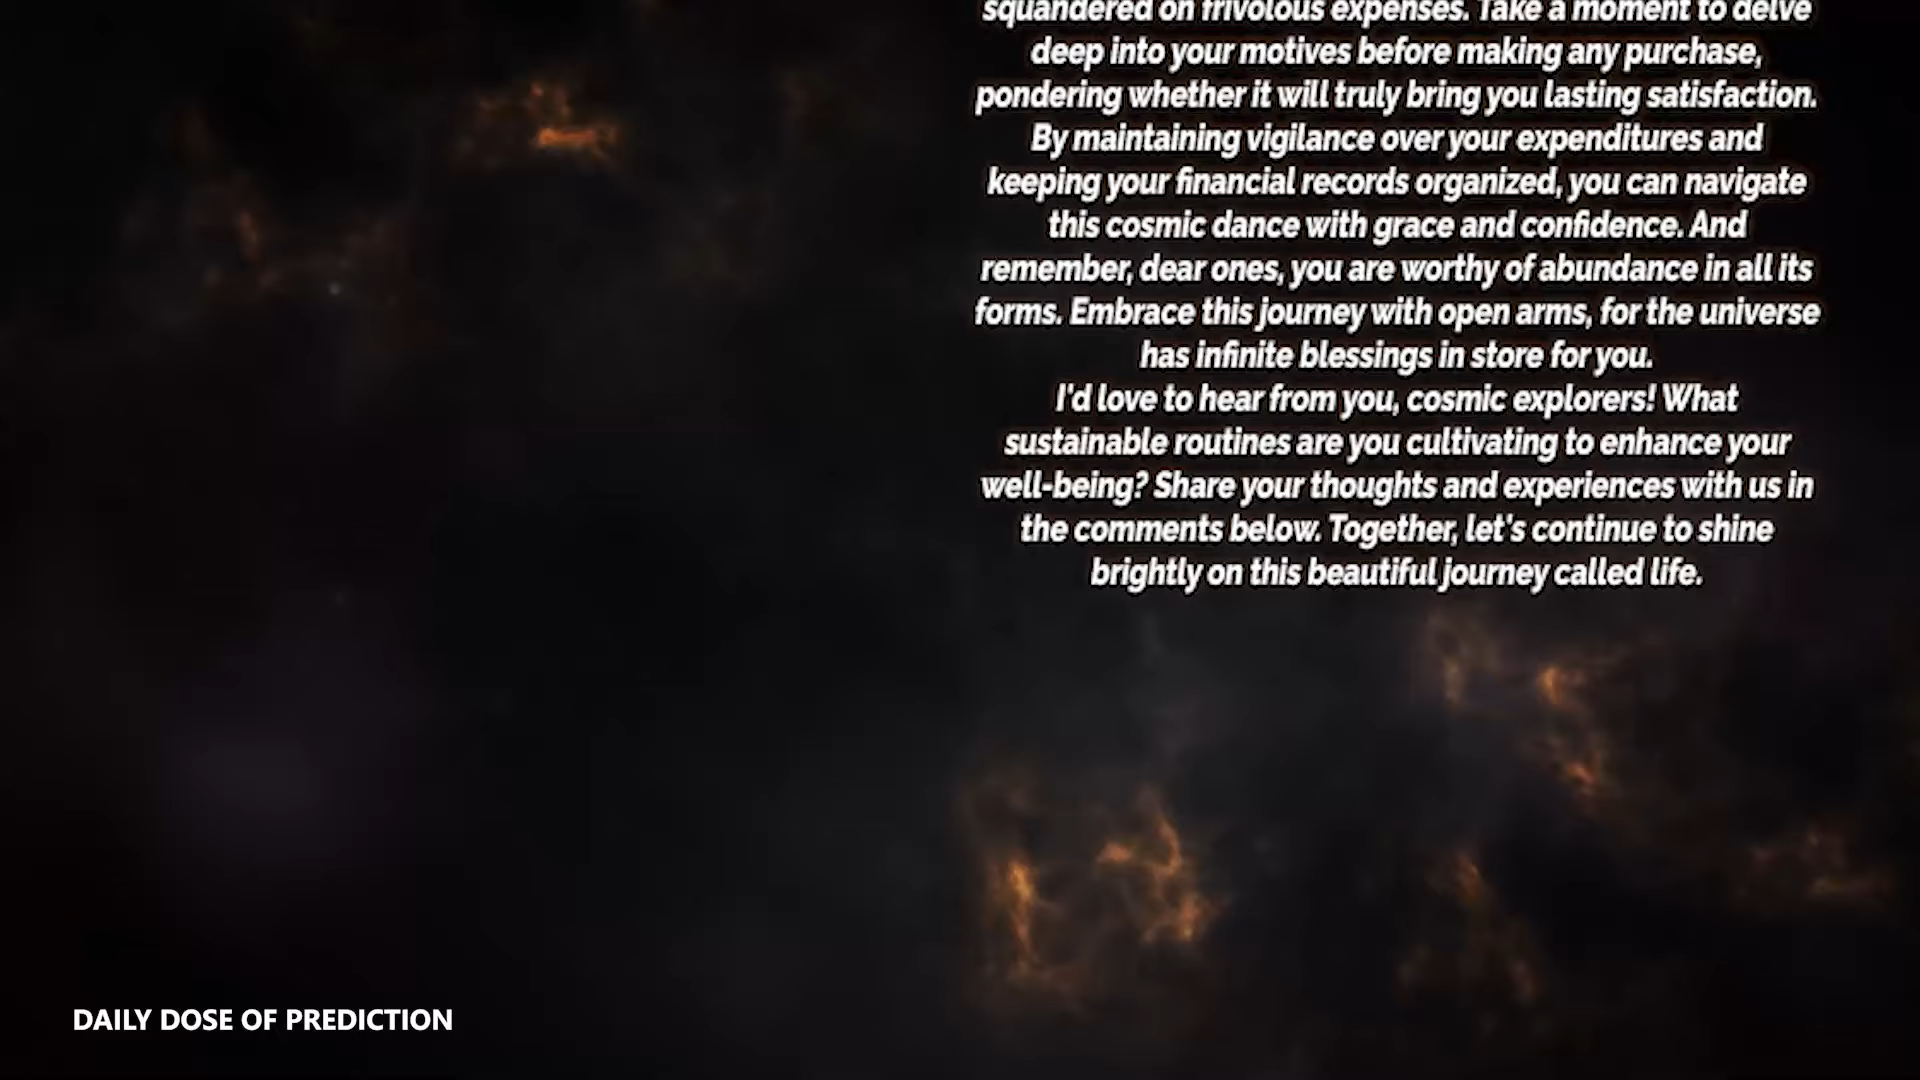 squandered on frivolous expenses. Take a moment to delve
deep into your motives before making any purchase,
pondering whether it will truly bring you lasting satisfaction.
By maintaining vigilance over your expenditures and
keeping your financial records organized, you can navigate
this cosmic dance with grace and confidence. And
remember, dear ones, you are worthy of abundance in all its
forms. Embrace this journey with open arms, for the universe
has infinite blessings in store for you.
I'd love to hear from you, cosmic explorers! What
sustainable routines are you cultivating to enhance your
well-being? Share your thoughts and experiences with us in
the comments below. Together, let's continue to shine
brightly on this beautiful journey called life.
DAILY DOSE OF PREDICTION